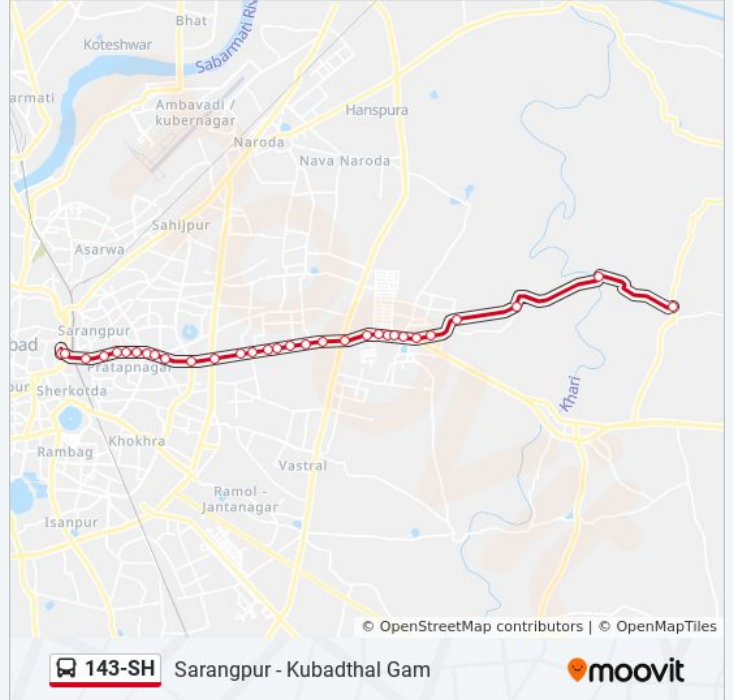 Bhat
Koteshwar
Sabarmati Riv
armati
Ambavadi /
kubernagar
Hanspura
Naroda
Nava Naroda
Sahijpur
Asarwa
Sarangpur
bad
Pratapnagar
pur
Sherkotda
Khari
Khokhra
Rambag
Vastral
Ramol -
Jantanagar
Isanpur
© OpenStreetMap contributors | © OpenMapTiles
143-SH
Sarangpur - Kubadthal Gam
moovit